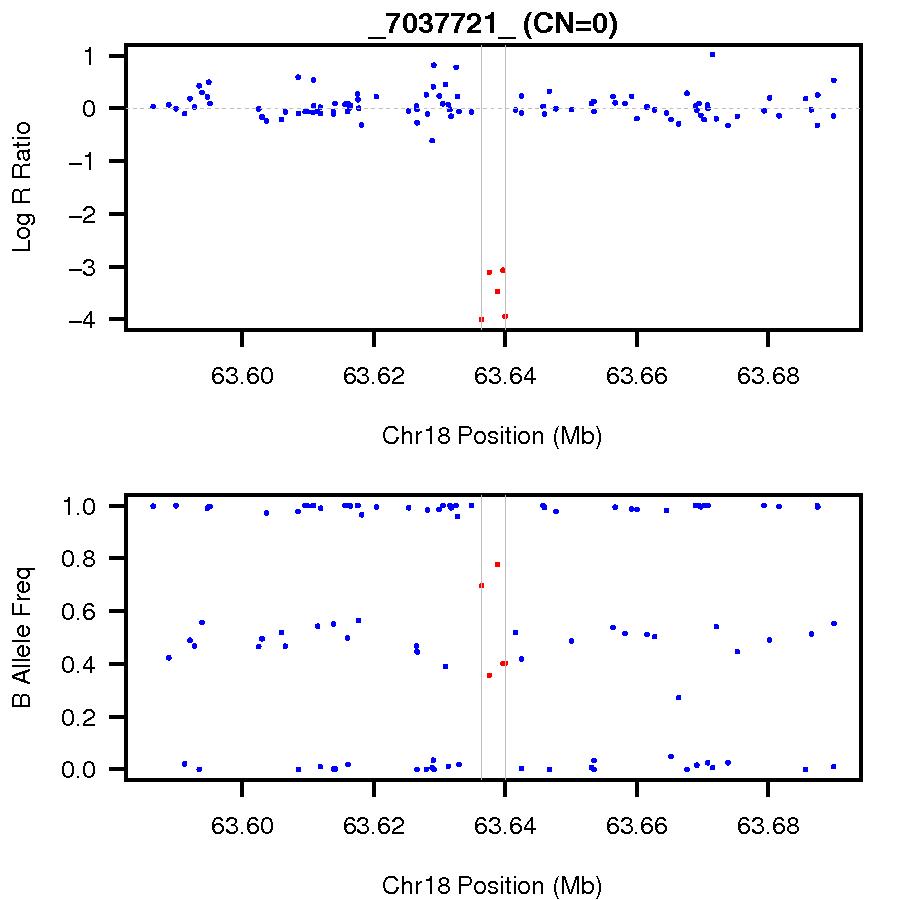 _7037721_ (CN=0)
Log R Ratio
1
0
−1
−2
−3
−4
63.60 63.62 63.64 63.66 63.68
Chr18 Position (Mb)
B Allele Freq
1.0
0.8
0.6
0.4
0.2
0.0
63.60 63.62 63.64 63.66 63.68
Chr18 Position (Mb)